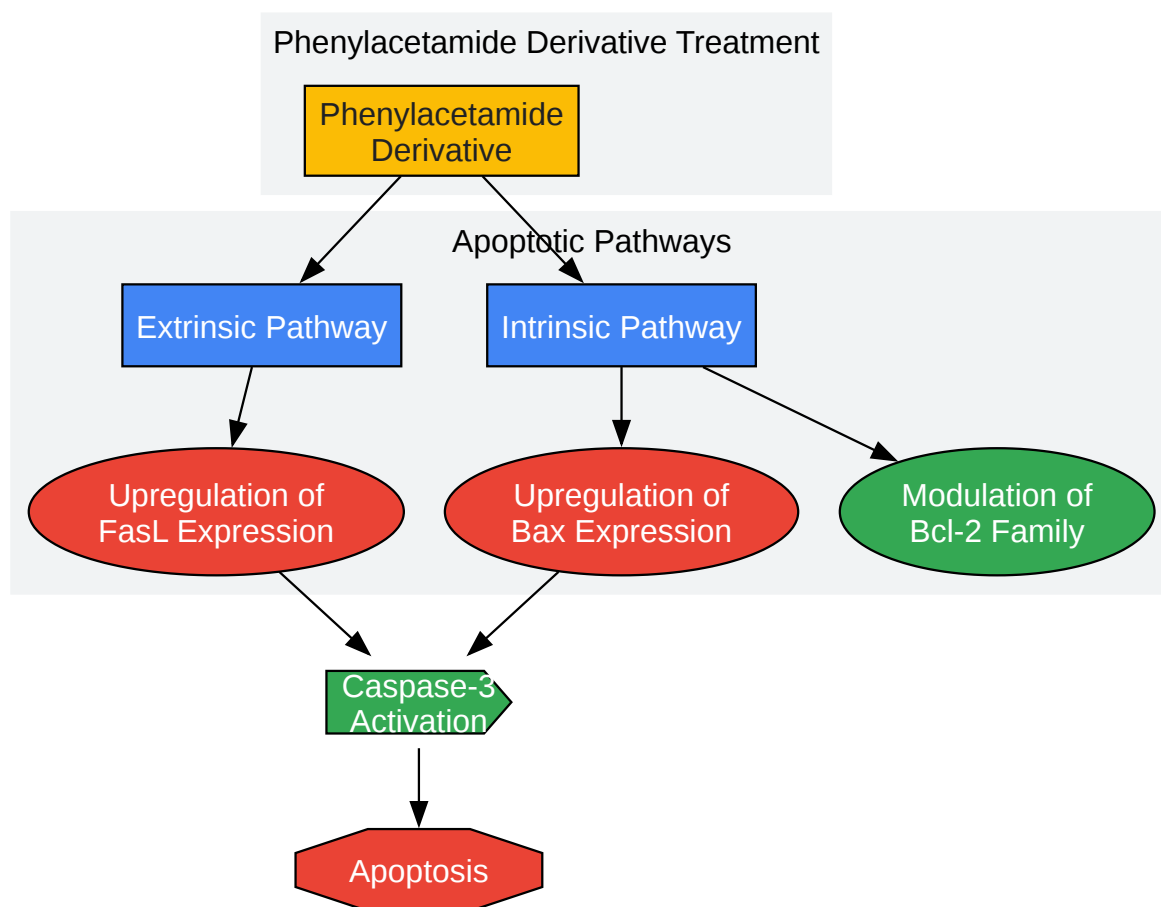 Phenylacetamide Derivative Treatment
Phenylacetamide
Derivative
Apoptotic Pathways
Extrinsic Pathway
Intrinsic Pathway
Upregulation of
FasL Expression
Upregulation of
Bax Expression
Modulation of
Bcl-2 Family
Caspase-3
Activation
Apoptosis